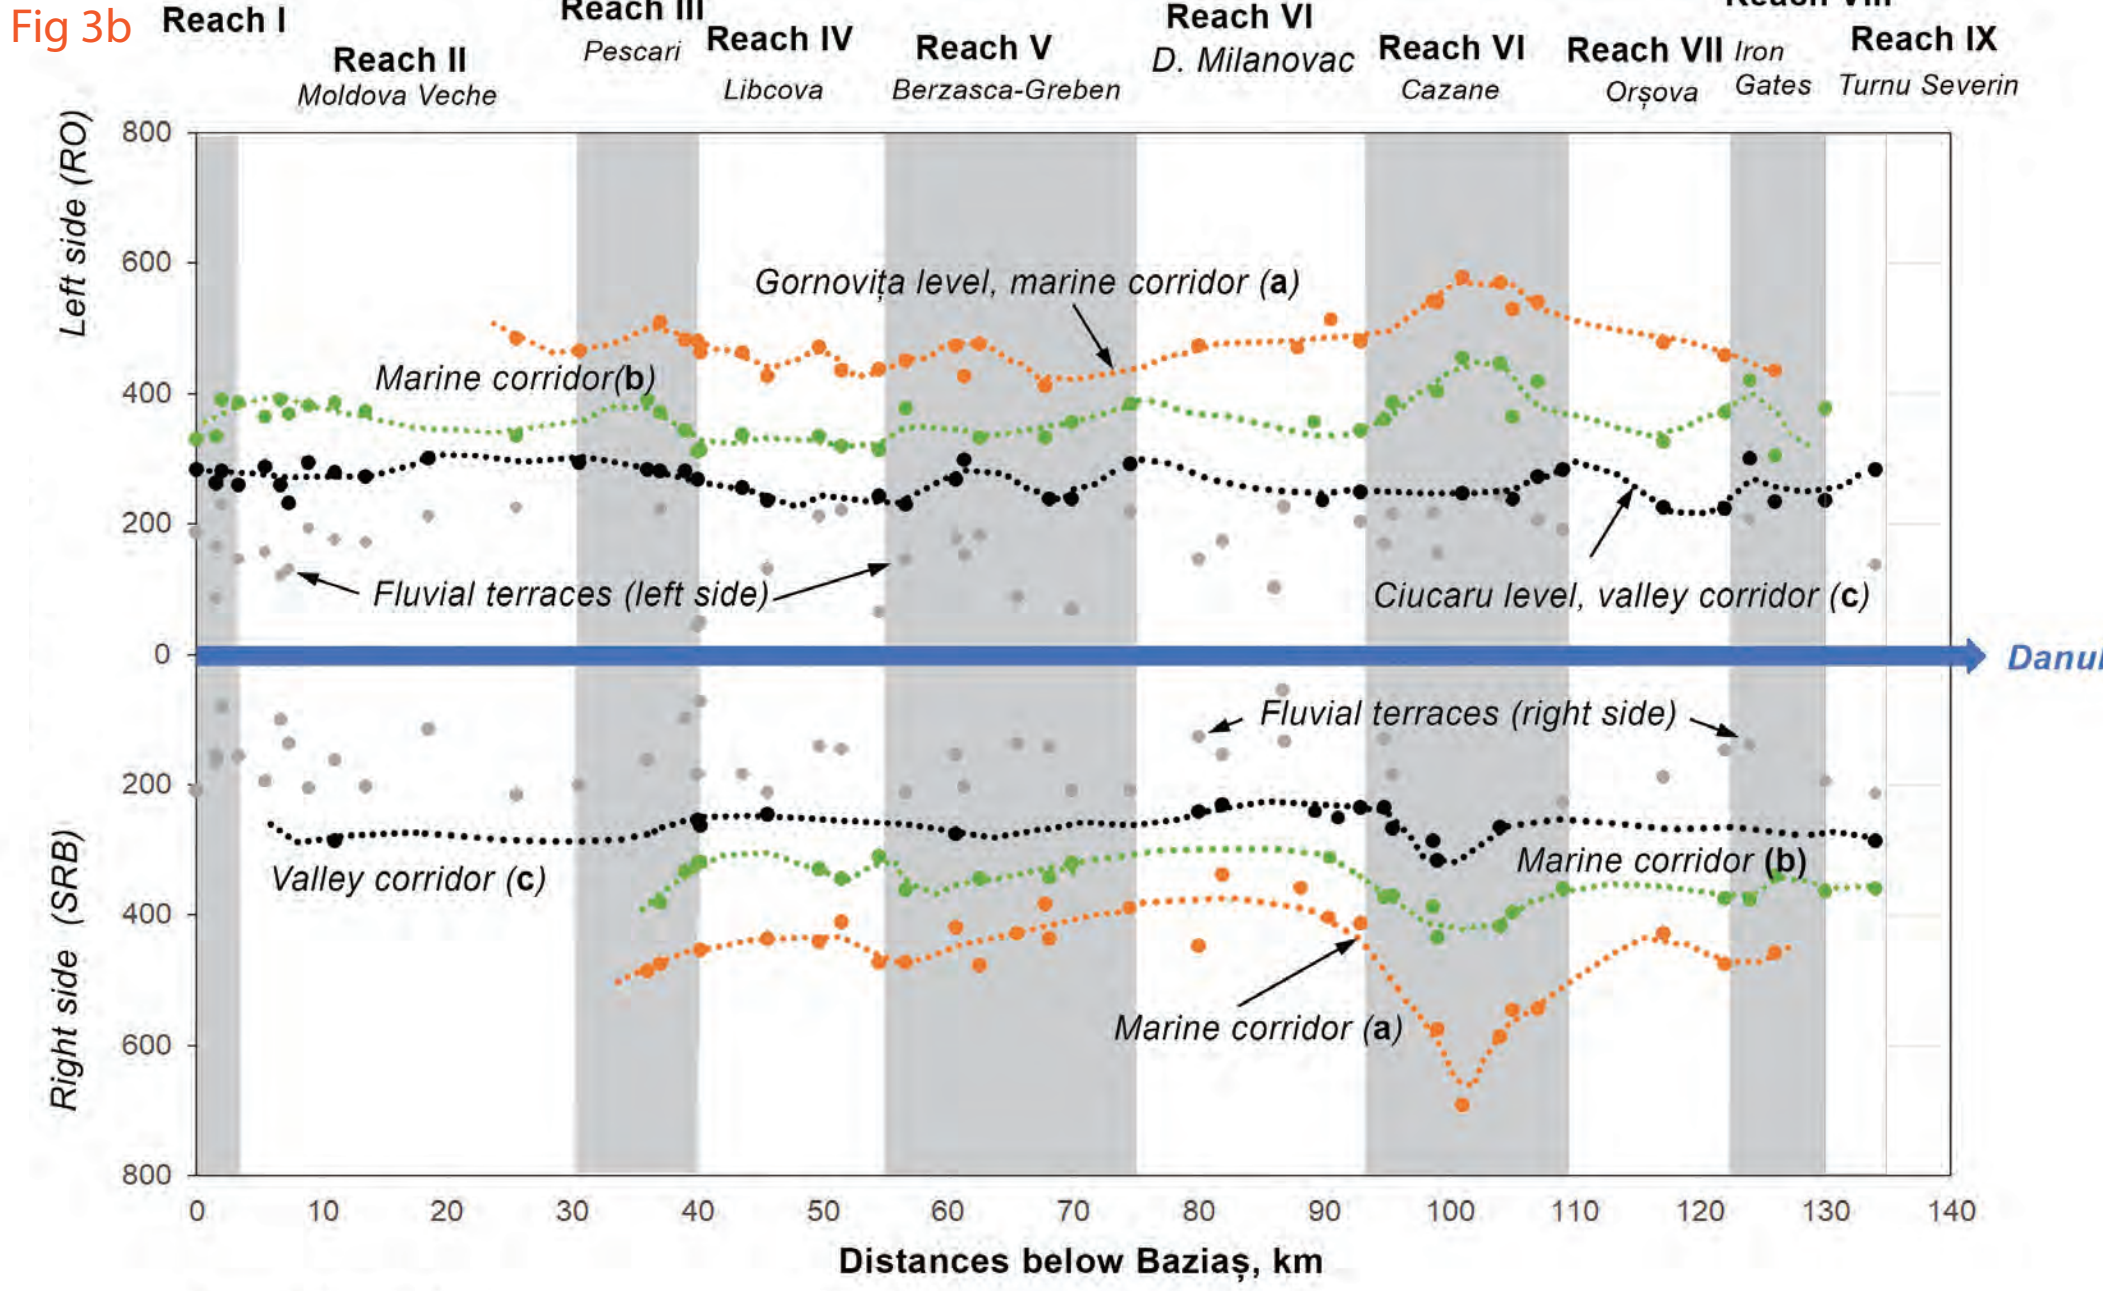 Fig 3b
Reach I
Reach II
Moldova Veche
Reach III
Pescari
Reach IV
Libcova
Reach V
Berzasca-Greben
Reach VI
D. Milanovac
Reach VI
Cazane
Reach VII
Orșova
Reach VIII
Iron
Gates
Reach IX
Turnu Severin
Left side (RO)
Right side (SRB)
800
600
400
200
0
200
400
600
800
Gornovița level, marine corridor (a)
Marine corridor(b)
Fluvial terraces (left side)
Ciucaru level, valley corridor (c)
Danu
Fluvial terraces (right side)
Valley corridor (c)
Marine corridor (b)
Marine corridor (a)
0 10 20 30 40 50 60 70 80 90 100 110 120 130 140
Distances below Baziaș, km